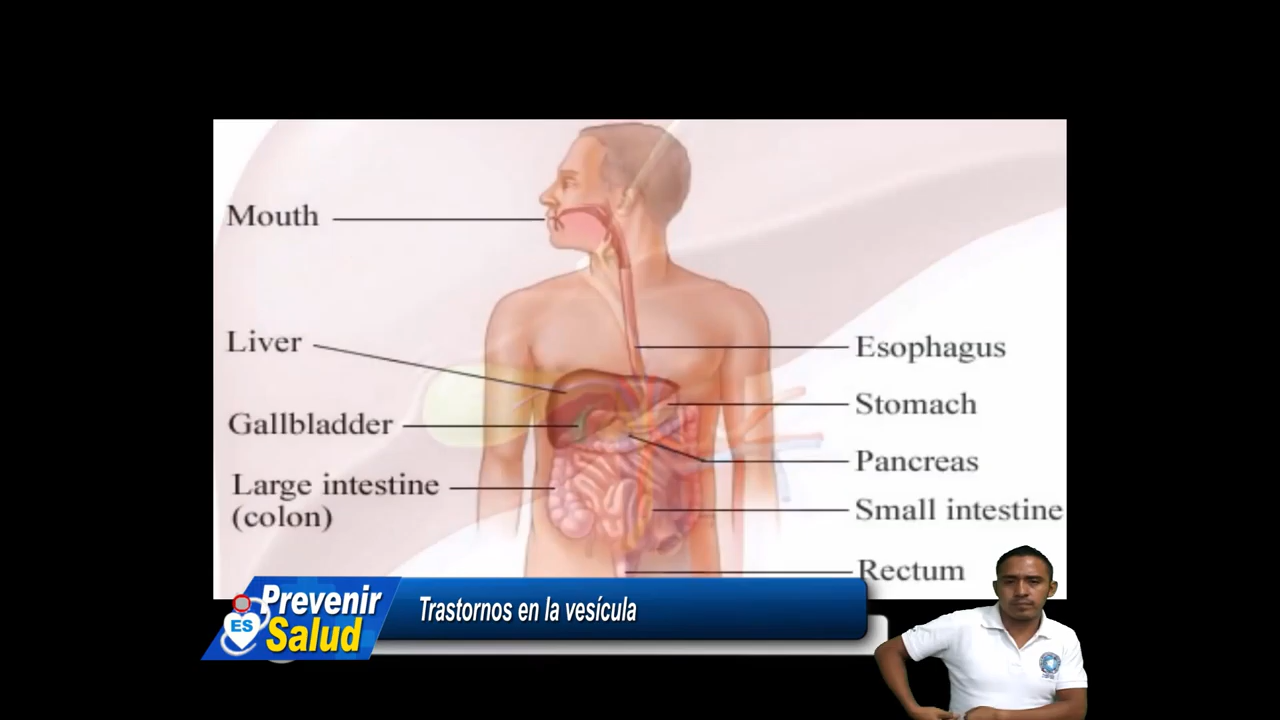 Mouth
Liver
Gallbladder
Large intestine
(colon)
Esophagus
Stomach
Pancreas
Small intestine
Rectum
Prevenir
ES
Salud
Trastornos en la vesícula